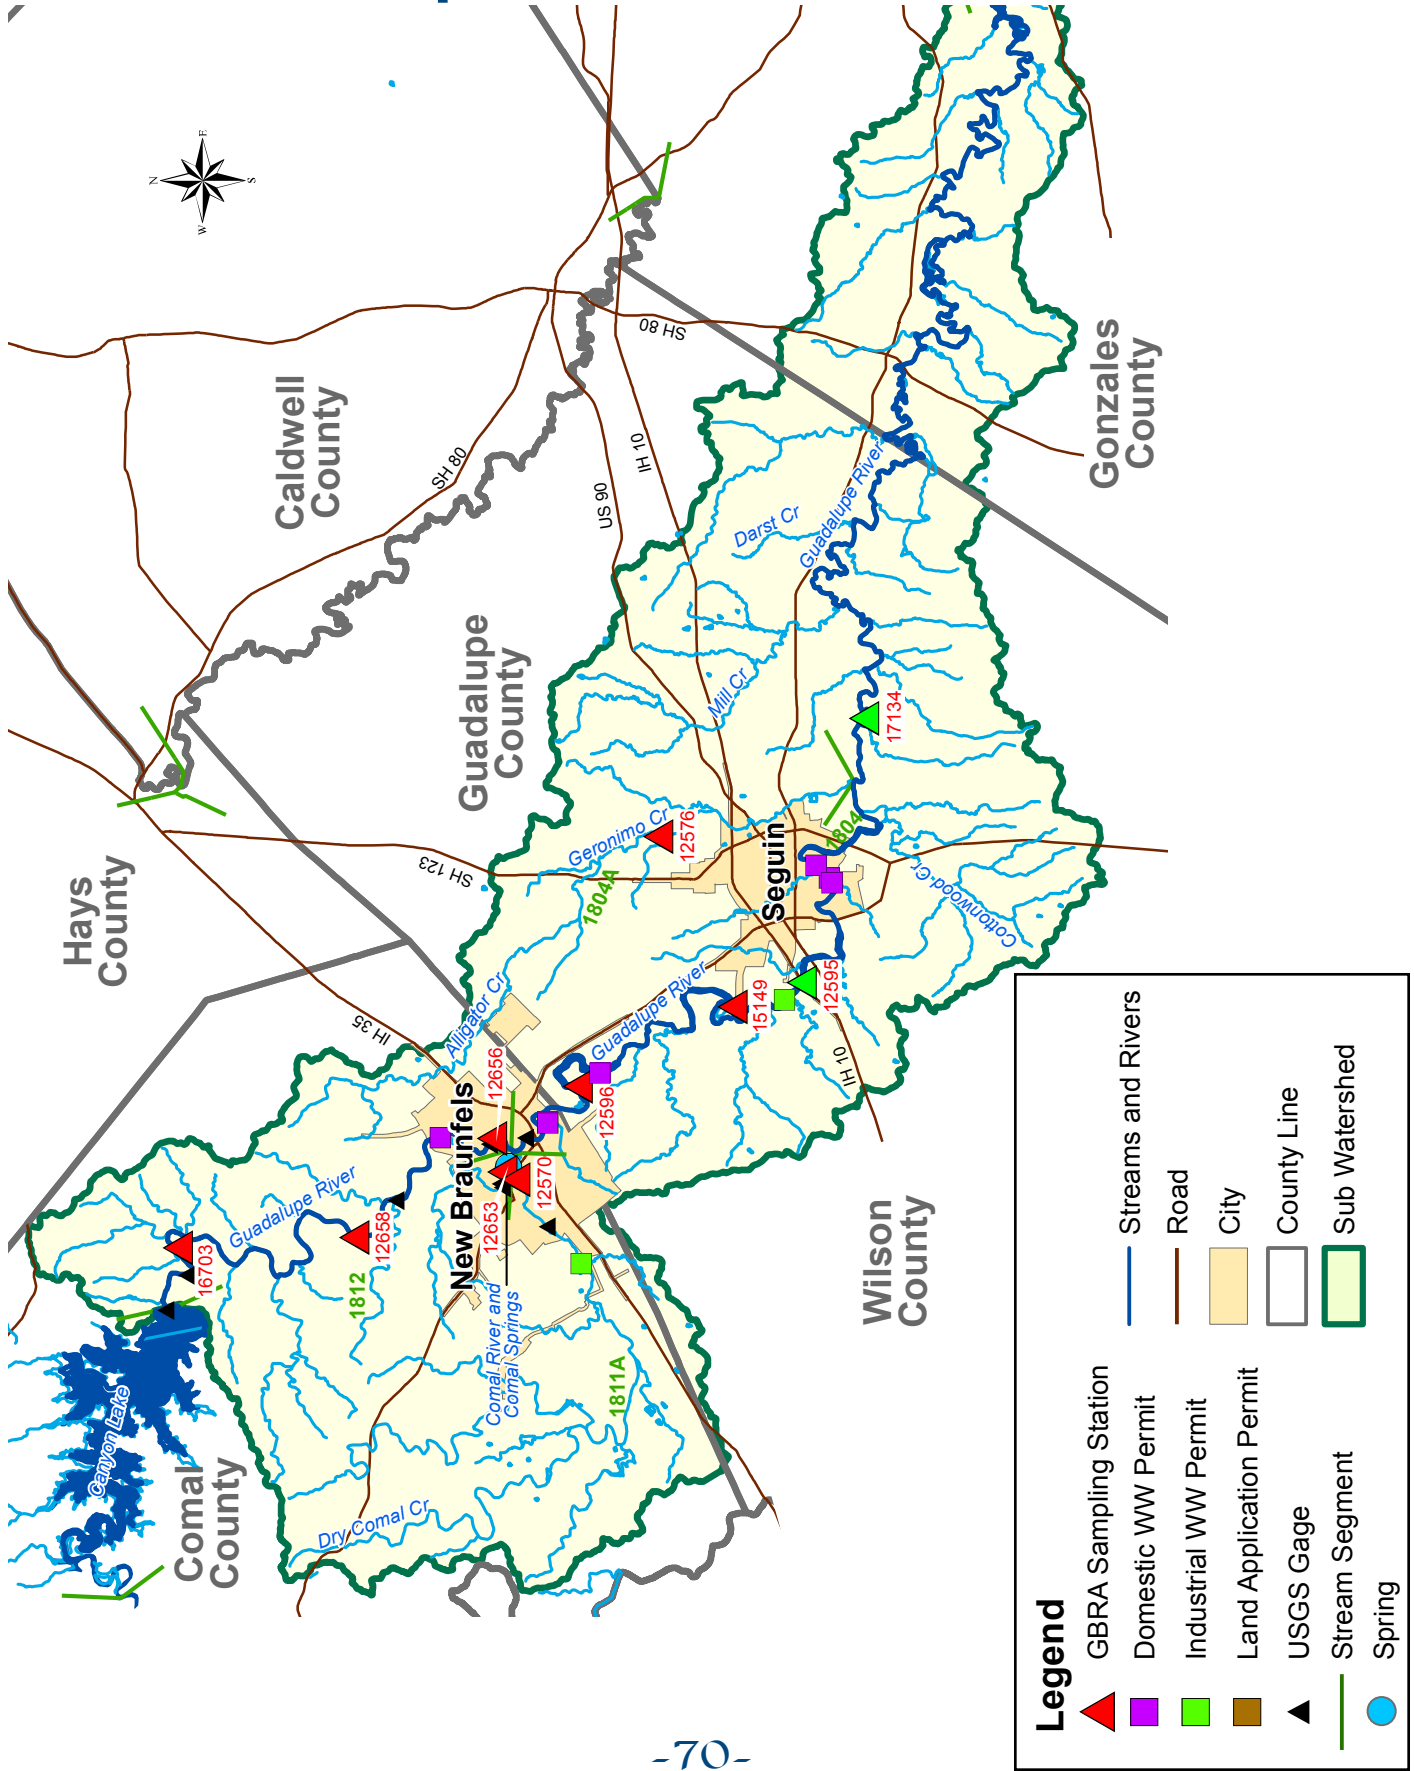 N
E
S
W
Hays
County
Caldwell
County
Guadalupe
County
Gonzales
County
Comal
County
Wilson
County
SH 80
SH 80
US 90
IH 10
IH 10
IH 35
SH 123
Canyon Lake
Guadalupe River
Guadalupe River
Guadalupe River
Dry Comal Cr
Comal River and
Comal Springs
Alligator Cr
Geronimo Cr
Mill Cr
Darst Cr
Cottonwood Cr
New Braunfels
Seguin
1812
1811A
1804A
1804
16703
12658
12656
12653
12570
12596
15149
12595
12576
17134
Legend
GBRA Sampling Station
Domestic WW Permit
Industrial WW Permit
Land Application Permit
USGS Gage
Stream Segment
Spring
Streams and Rivers
Road
City
County Line
Sub Watershed
-70-